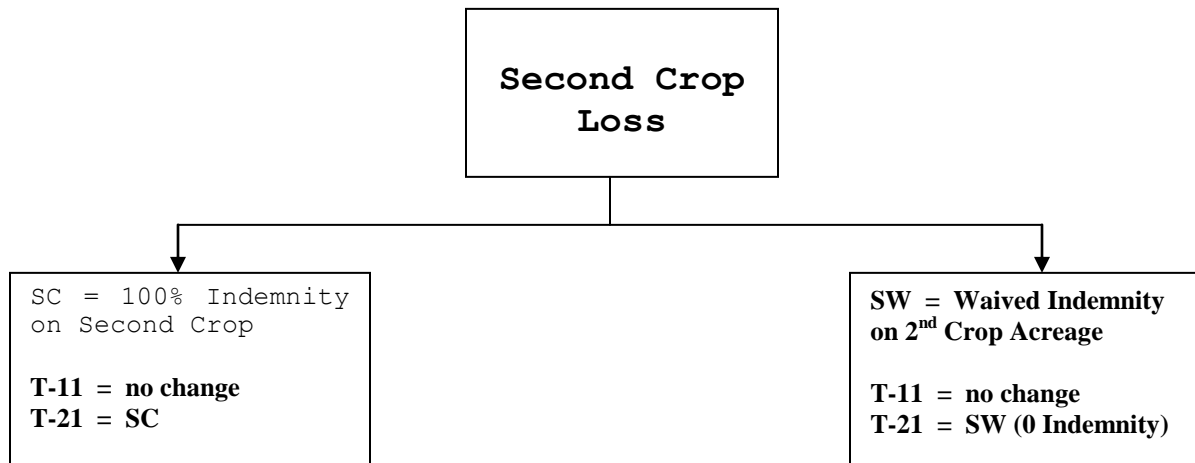 Second Crop
Loss
SC = 100% Indemnity
on Second Crop
T-11 = no change
T-21 = SC
SW = Waived Indemnity
on 2nd Crop Acreage
T-11 = no change
T-21 = SW (0 Indemnity)